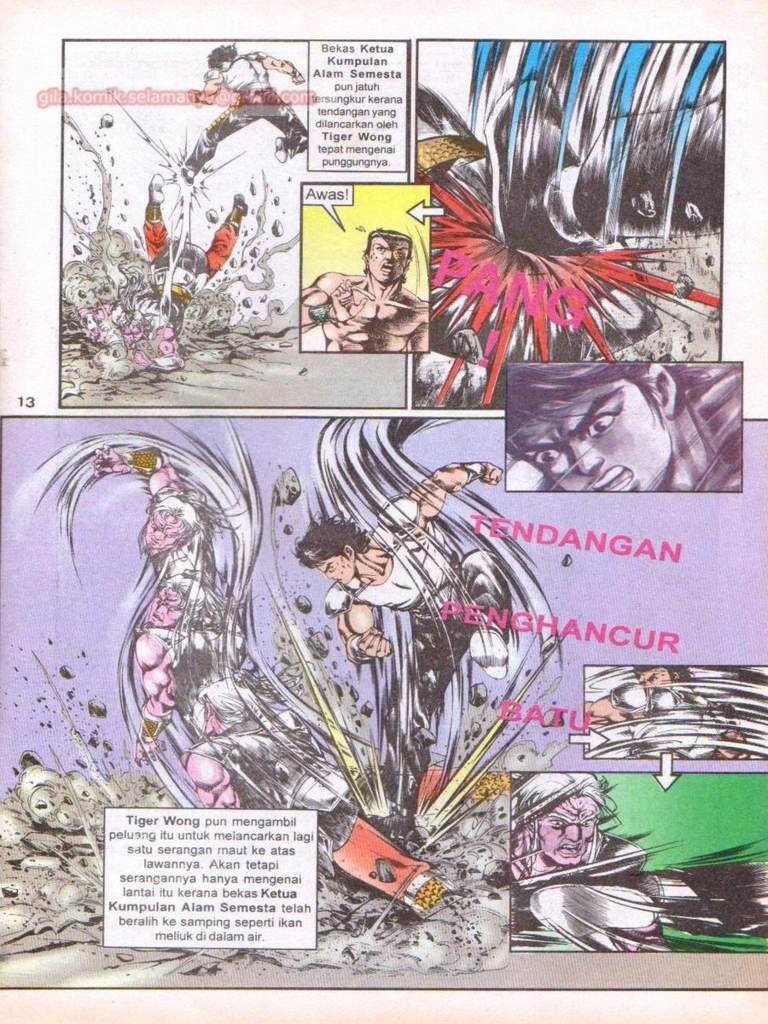 Bekas Ketua
Kumpulan
Alam Semesta
pun jatuh
tersungkur kerana
tendangan yang
dilancarkan oleh
Tiger Wong
tepat mengenai
punggungnya.
Awas!
PANG
!
13
TENDANGAN
PENGHANCUR
BATU
Tiger Wong pun mengambil
peluang itu untuk melancarkan lagi
satu serangan maut ke atas
lawannya. Akan tetapi
serangannya hanya mengenai
lantai itu kerana bekas Ketua
Kumpulan Alam Semesta telah
beralih ke samping seperti ikan
meliuk di dalam air.